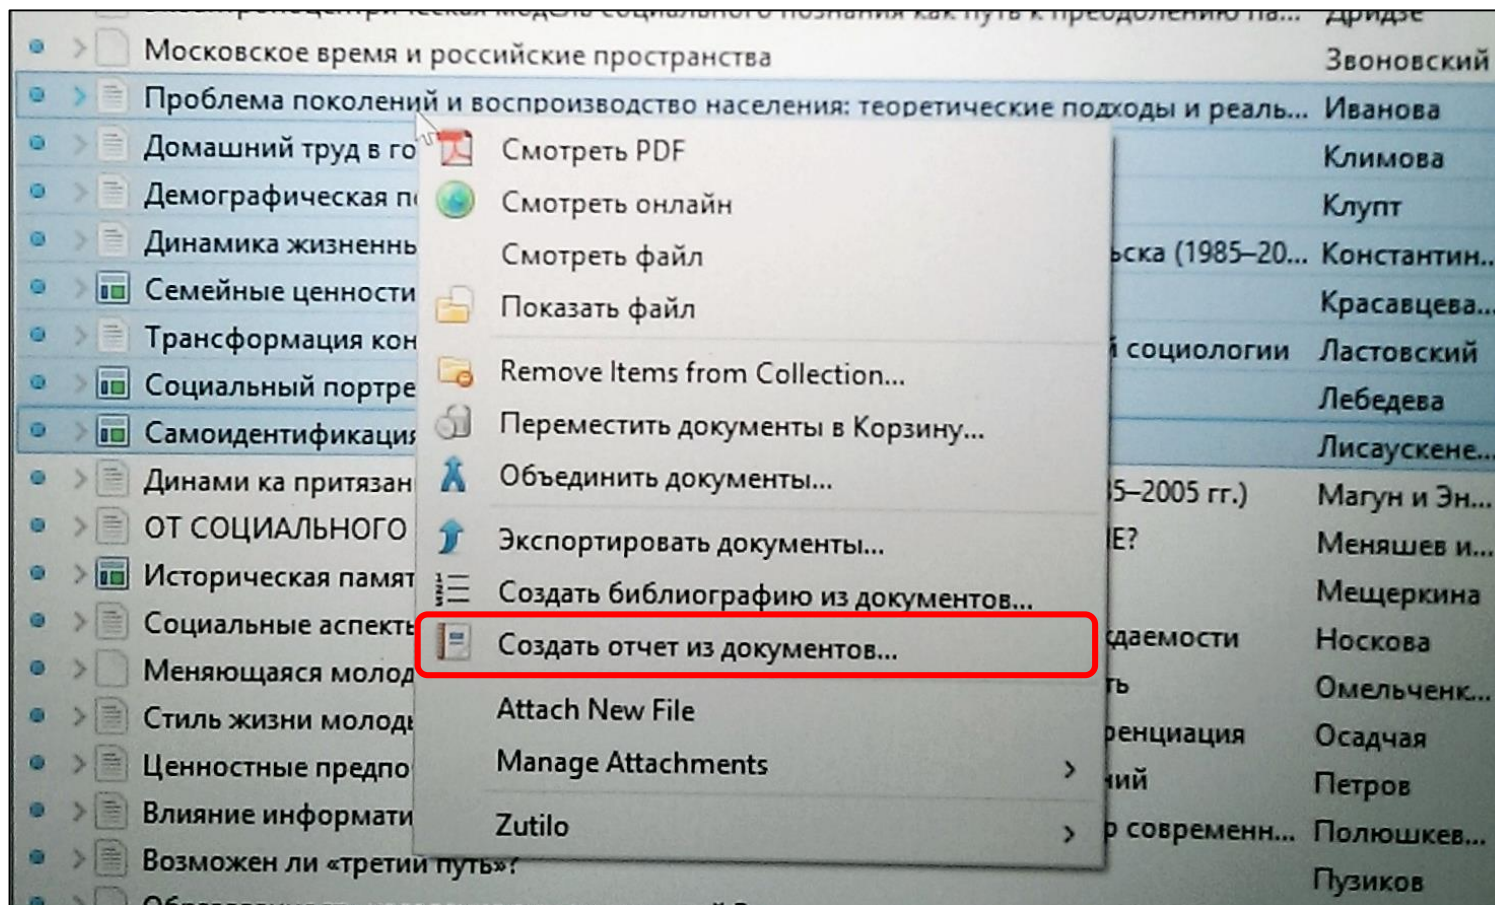 Московское время и российские пространства Звоновский
Проблема поколений и воспроизводство населения: теоретические подходы и реаль... Иванова
Домашний труд в го Климова
Демографическая Клупт
Динамика ьска (1985–20... Константин...
Семейные ценности Красавцева...
Трансформация кон й социологии Ластовский
Социальный портре Лебедева
Самоидентификация Лисаускене...
Динами ка притязан 5–2005 гг.) Магун и Эн...
ОТ СОЦИАЛЬНОГО Е? Меняшев и...
Историческая памят Мещеркина
Социальные аспекты ждаемости Носкова
Меняющаяся молод ть Омельченк...
Стиль жизни ренциация Осадчая
Ценностные предпо ний Петров
Влияние информати р современн... Полюшкев...
Возможен ли «третий путь»? Пузиков
Смотреть PDF
Смотреть онлайн
Смотреть файл
Показать файл
Remove Items from Collection...
Переместить документы в Корзину...
Объединить документы...
Экспортировать документы...
Создать библиографию из документов...
Создать отчет из документов...
Attach New File
Manage Attachments
Zutilo